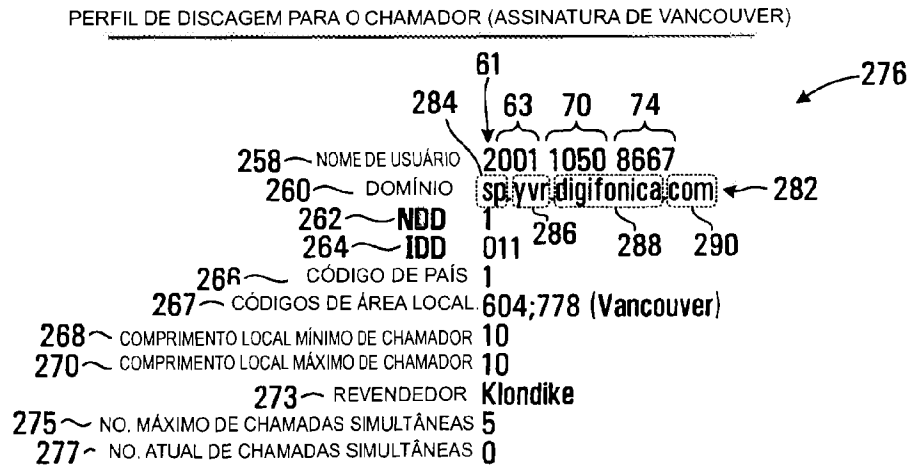 PERFIL DE DISCAGEM PARA O CHAMADOR (ASSINATURA DE VANCOUVER)
61
276
284 63 70 74
258 NOME DE USUÁRIO 2001 1050 8667
260 DOMÍNIO sp.yvr.digifonica.com 282
262 NDD 1
286 288 290
264 IDD 011
266 CÓDIGO DE PAÍS 1
267 CÓDIGOS DE ÁREA LOCAL 604;778 (Vancouver)
268 COMPRIMENTO LOCAL MÍNIMO DE CHAMADOR 10
270 COMPRIMENTO LOCAL MÁXIMO DE CHAMADOR 10
273 REVENDEDOR Klondike
275 NO. MÁXIMO DE CHAMADAS SIMULTÂNEAS 5
277 NO. ATUAL DE CHAMADAS SIMULTÂNEAS 0